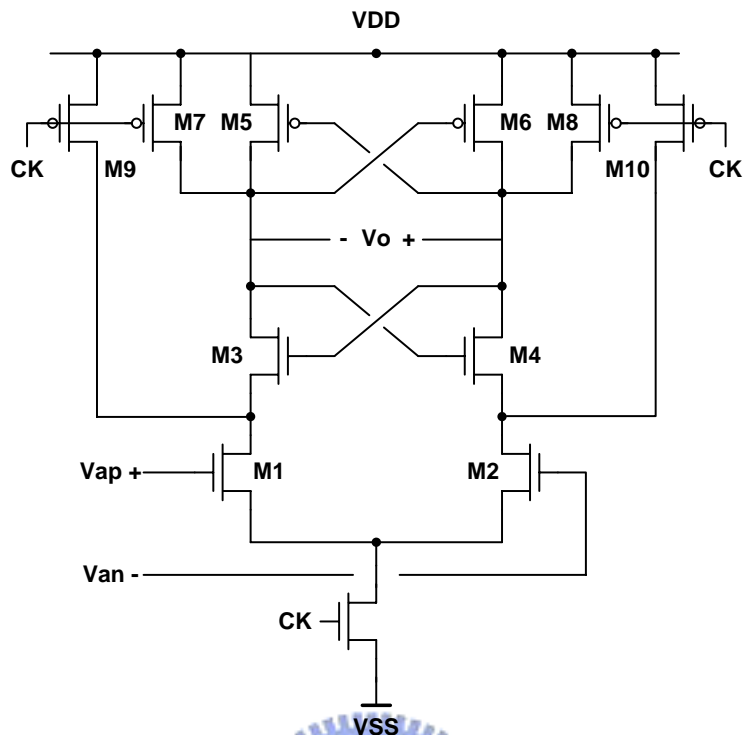 VDD
M7 M5 M6 M8
CK M9 M10 CK
- Vo +
M3 M4
Vap + M1 M2
Van -
CK
VSS